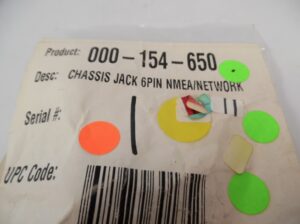 Product: 000-154-650
Desc: CHASSIS JACK 6PIN NMEA/NETWORK
Serial #:
UPC Code: